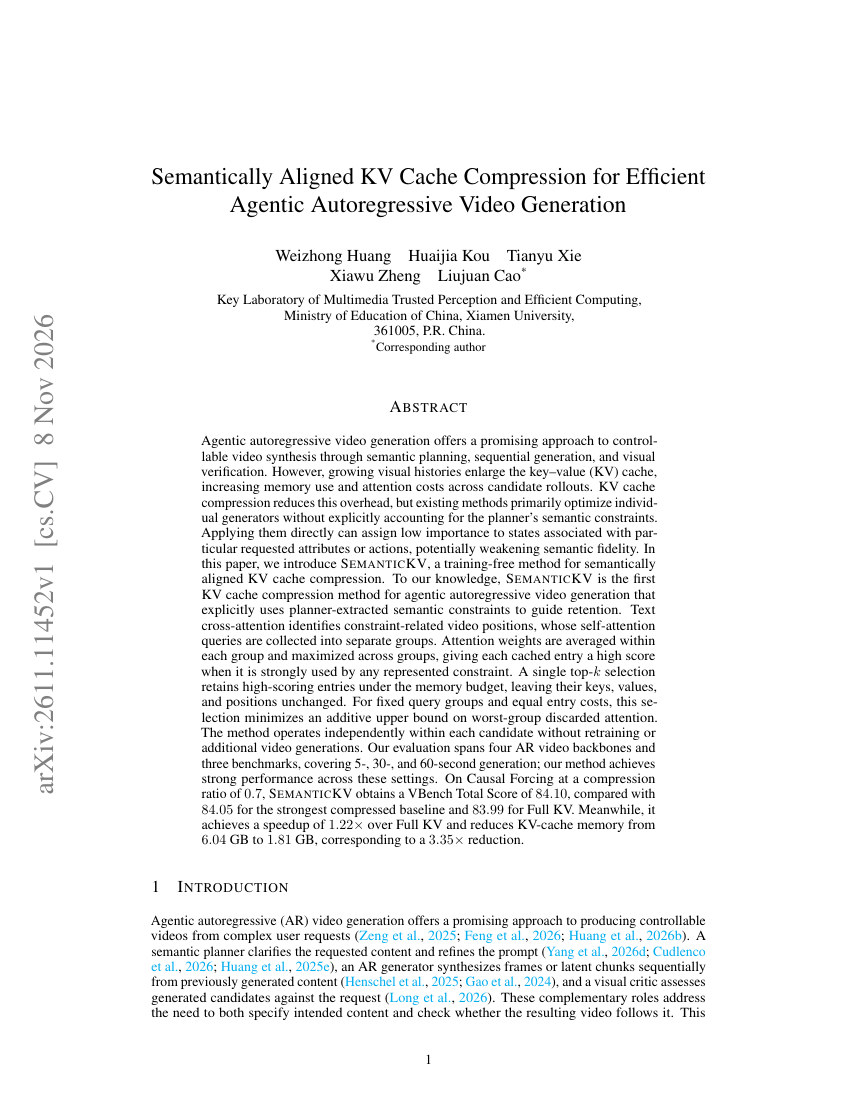 Semantically Aligned KV Cache Compression for Efficient
Agentic Autoregressive Video Generation
Weizhong Huang Huaijia Kou Tianyu Xie
Xiawu Zheng Liujuan Cao*
Key Laboratory of Multimedia Trusted Perception and Efficient Computing,
Ministry of Education of China, Xiamen University,
361005, P.R. China.
*Corresponding author
arXiv:2611.11452v1 [cs.CV] 8 Nov 2026
ABSTRACT
Agentic autoregressive video generation offers a promising approach to control-
lable video synthesis through semantic planning, sequential generation, and visual
verification. However, growing visual histories enlarge the key–value (KV) cache,
increasing memory use and attention costs across candidate rollouts. KV cache
compression reduces this overhead, but existing methods primarily optimize individ-
ual generators without explicitly accounting for the planner's semantic constraints.
Applying them directly can assign low importance to states associated with par-
ticular requested attributes or actions, potentially weakening semantic fidelity. In
this paper, we introduce SEMANTICKV, a training-free method for semantically
aligned KV cache compression. To our knowledge, SEMANTICKV is the first
KV cache compression method for agentic autoregressive video generation that
explicitly uses planner-extracted semantic constraints to guide retention. Text
cross-attention identifies constraint-related video positions, whose self-attention
queries are collected into separate groups. Attention weights are averaged within
each group and maximized across groups, giving each cached entry a high score
when it is strongly used by any represented constraint. A single top-k selection
retains high-scoring entries under the memory budget, leaving their keys, values,
and positions unchanged. For fixed query groups and equal entry costs, this se-
lection minimizes an additive upper bound on worst-group discarded attention.
The method operates independently within each candidate without retraining or
additional video generations. Our evaluation spans four AR video backbones and
three benchmarks, covering 5-, 30-, and 60-second generation; our method achieves
strong performance across these settings. On Causal Forcing at a compression
ratio of 0.7, SEMANTICKV obtains a VBench Total Score of 84.10, compared with
84.05 for the strongest compressed baseline and 83.99 for Full KV. Meanwhile, it
achieves a speedup of 1.22× over Full KV and reduces KV-cache memory from
6.04 GB to 1.81 GB, corresponding to a 3.35× reduction.
1 INTRODUCTION
Agentic autoregressive (AR) video generation offers a promising approach to producing controllable
videos from complex user requests (Zeng et al., 2025; Feng et al., 2026; Huang et al., 2026b). A
semantic planner clarifies the requested content and refines the prompt (Yang et al., 2026d; Cudlenco
et al., 2026; Huang et al., 2025e), an AR generator synthesizes frames or latent chunks sequentially
from previously generated content (Henschel et al., 2025; Gao et al., 2024), and a visual critic assesses
generated candidates against the request (Long et al., 2026). These complementary roles address
the need to both specify intended content and check whether the resulting video follows it. This
1